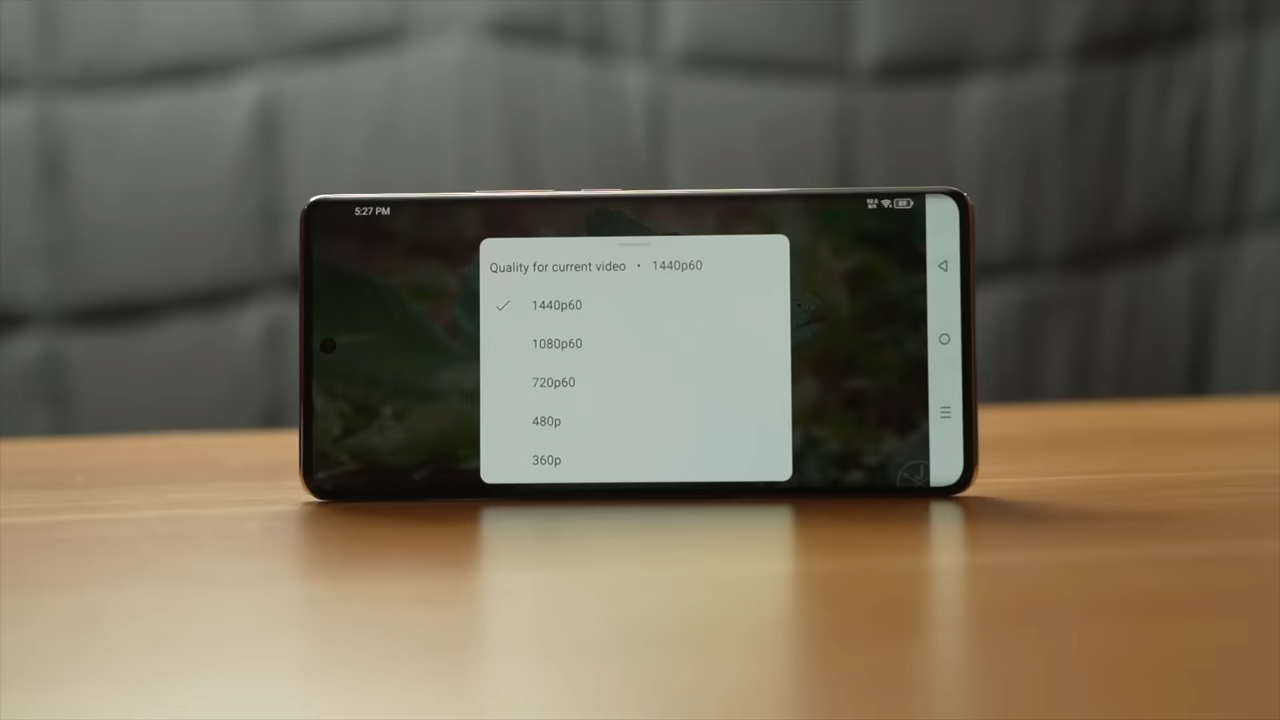 5:27 PM
Quality for current video • 1440p60
1440p60
1080p60
720p60
480p
360p